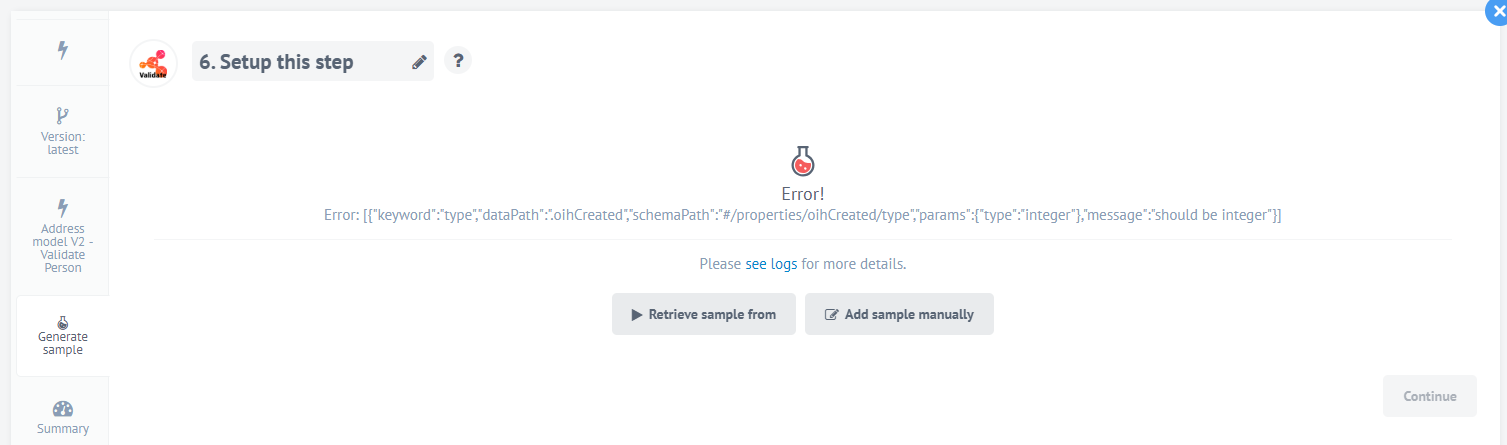 Validate
6. Setup this step
?
Version:
latest
Address
model V2 -
Validate
Person
Generate
sample
Summary
Error!
Error: [{"keyword":"type","dataPath":".oihCreated","schemaPath":"#/properties/oihCreated/type","params":{"type":"integer"},"message":"should be integer"}]
Please see logs for more details.
Retrieve sample from
Add sample manually
Continue